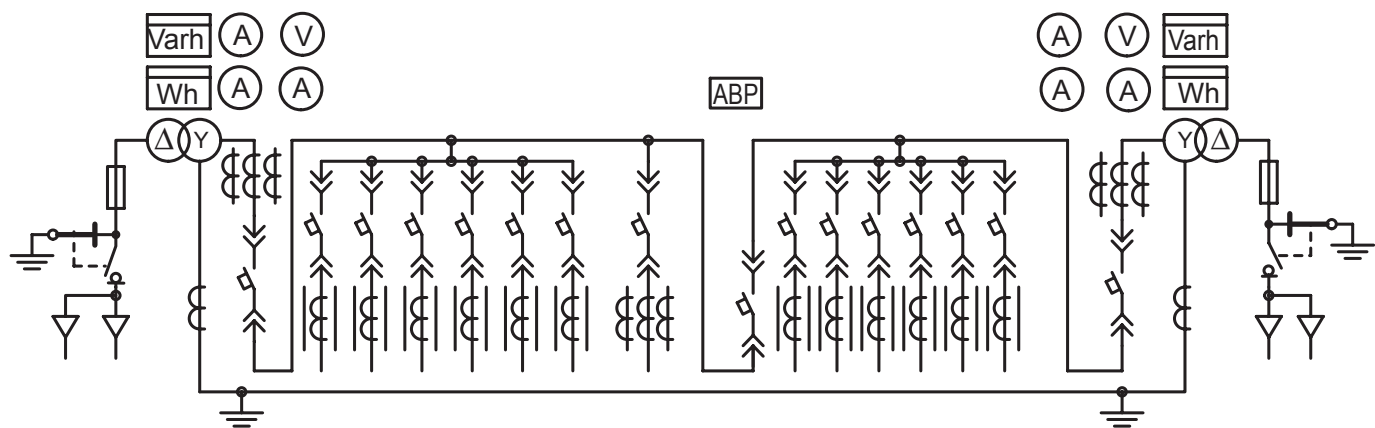 Varh A V A V Varh
Wh A A АВР A A Wh
Δ Y Y Δ